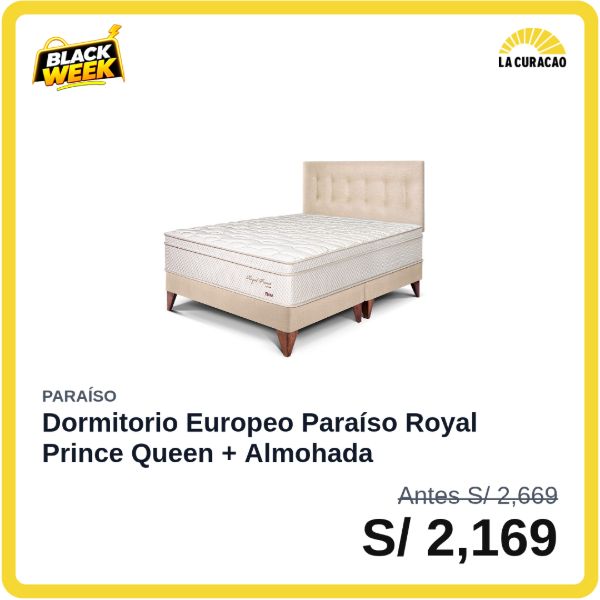 BLACK
WEEK
LA CURACAO
PARAÍSO
Dormitorio Europeo Paraíso Royal
Prince Queen + Almohada
Antes S/ 2,669
S/ 2,169